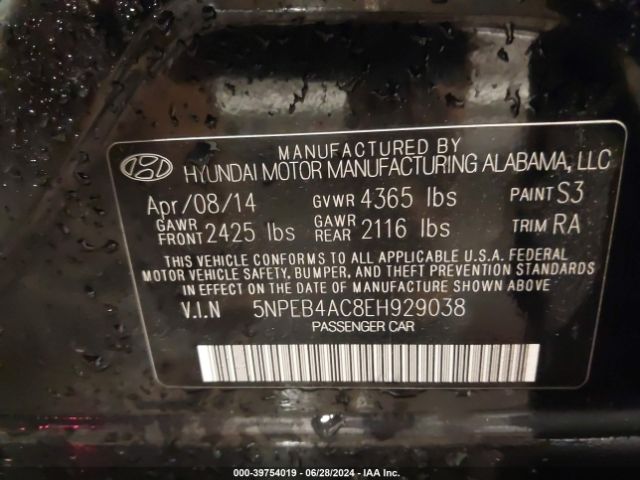 MANUFACTURED BY
HYUNDAI MOTOR MANUFACTURING ALABAMA, LLC
Apr/08/14 GVWR 4365 lbs PAINT S3
GAWR FRONT 2425 lbs GAWR REAR 2116 lbs TRIM RA
THIS VEHICLE CONFORMS TO ALL APPLICABLE U.S.A. FEDERAL
MOTOR VEHICLE SAFETY, BUMPER, AND THEFT PREVENTION
STANDARDS IN EFFECT ON THE DATE OF MANUFACTURE SHOWN ABOVE
V.I.N 5NPEB4AC8EH929038
PASSENGER CAR
000-39754019 - 06/28/2024 - IAA Inc.